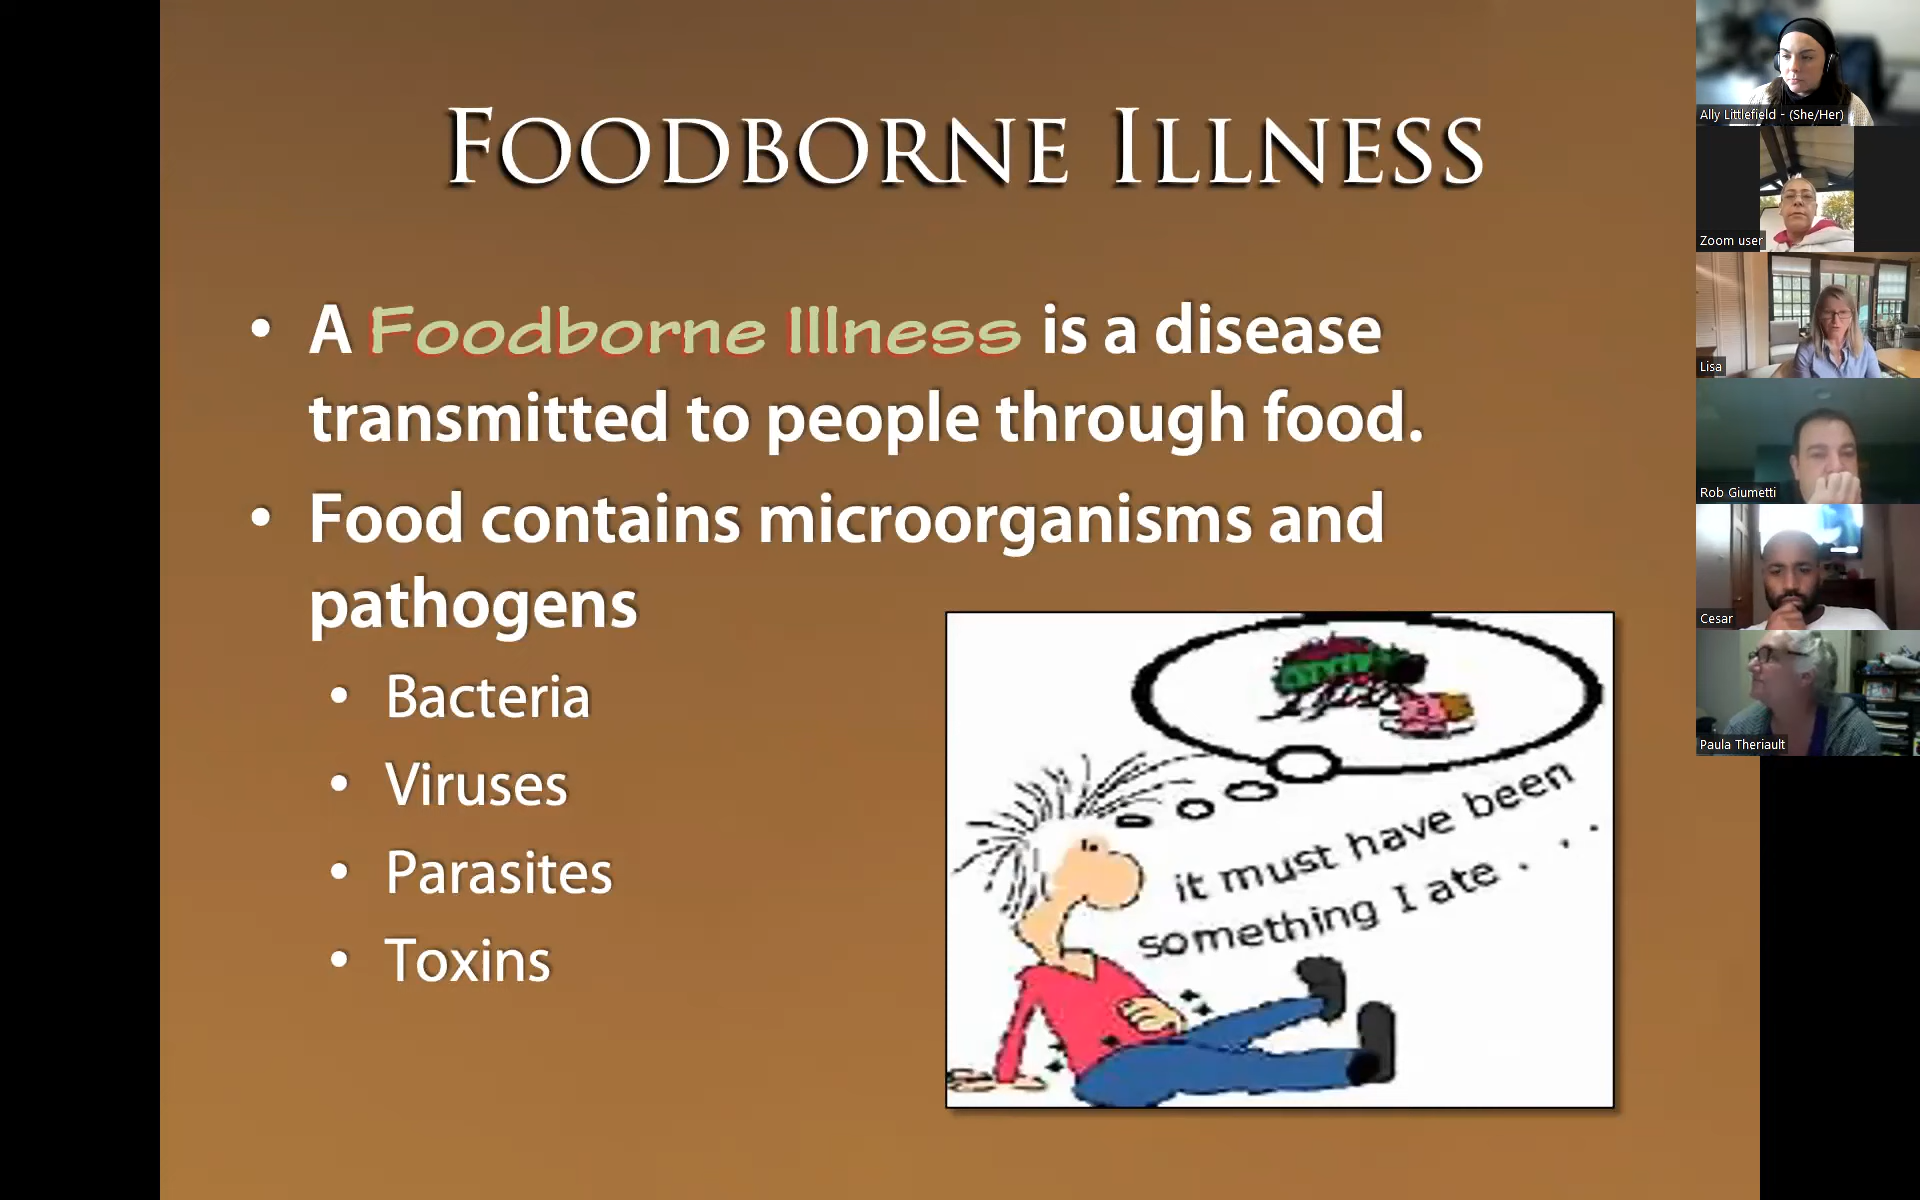 FOODBORNE ILLNESS
• A Foodborne Illness is a disease
transmitted to people through food.
• Food contains microorganisms and
pathogens
• Bacteria
• Viruses
• Parasites
• Toxins
it must have been
something I ate . . .
Ally Littlefield - (She/Her)
Zoom user
Lisa
Rob Giumetti
Cesar
Paula Theriault